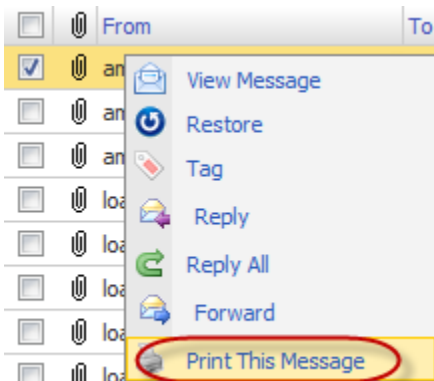 From To
an
View Message
an
Restore
an
Tag
loa
Reply
loa
Reply All
loa
Forward
loa
Print This Message
loa